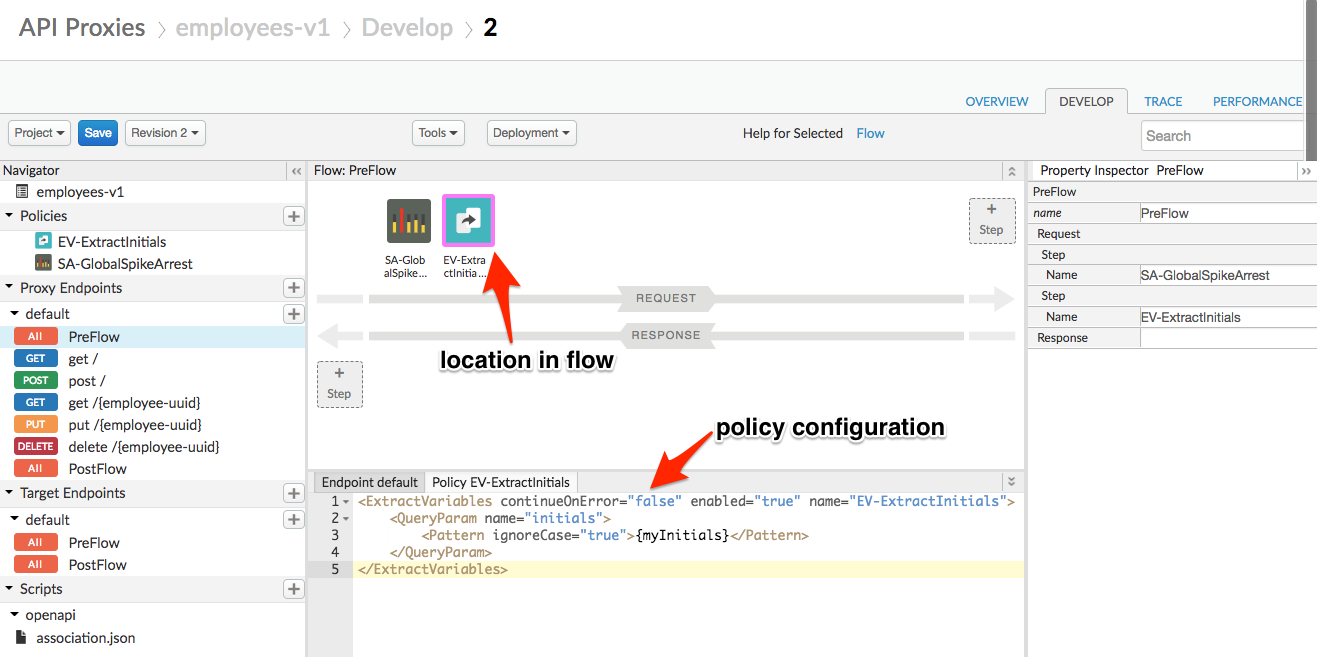 API Proxies > employees-v1 > Develop > 2
OVERVIEW DEVELOP TRACE PERFORMANCE
Project Save Revision 2 Tools Deployment Help for Selected Flow Search
Navigator
employees-v1
Policies
EV-ExtractInitials
SA-GlobalSpikeArrest
Proxy Endpoints
default
All PreFlow
GET get /
POST post /
GET get /{employee-uuid}
PUT put /{employee-uuid}
DELETE delete /{employee-uuid}
All PostFlow
Target Endpoints
default
All PreFlow
All PostFlow
Scripts
openapi
association.json
Flow: PreFlow
SA-Glob
alSpike...
EV-Extra
ctInitia...
+
Step
REQUEST
RESPONSE
location in flow
+
Step
policy configuration
Endpoint default Policy EV-ExtractInitials
1 <ExtractVariables continueOnError="false" enabled="true" name="EV-ExtractInitials">
2 <QueryParam name="initials">
3 <Pattern ignoreCase="true">{myInitials}</Pattern>
4 </QueryParam>
5 </ExtractVariables>
Property Inspector PreFlow
PreFlow
name PreFlow
Request
Step
Name SA-GlobalSpikeArrest
Step
Name EV-ExtractInitials
Response